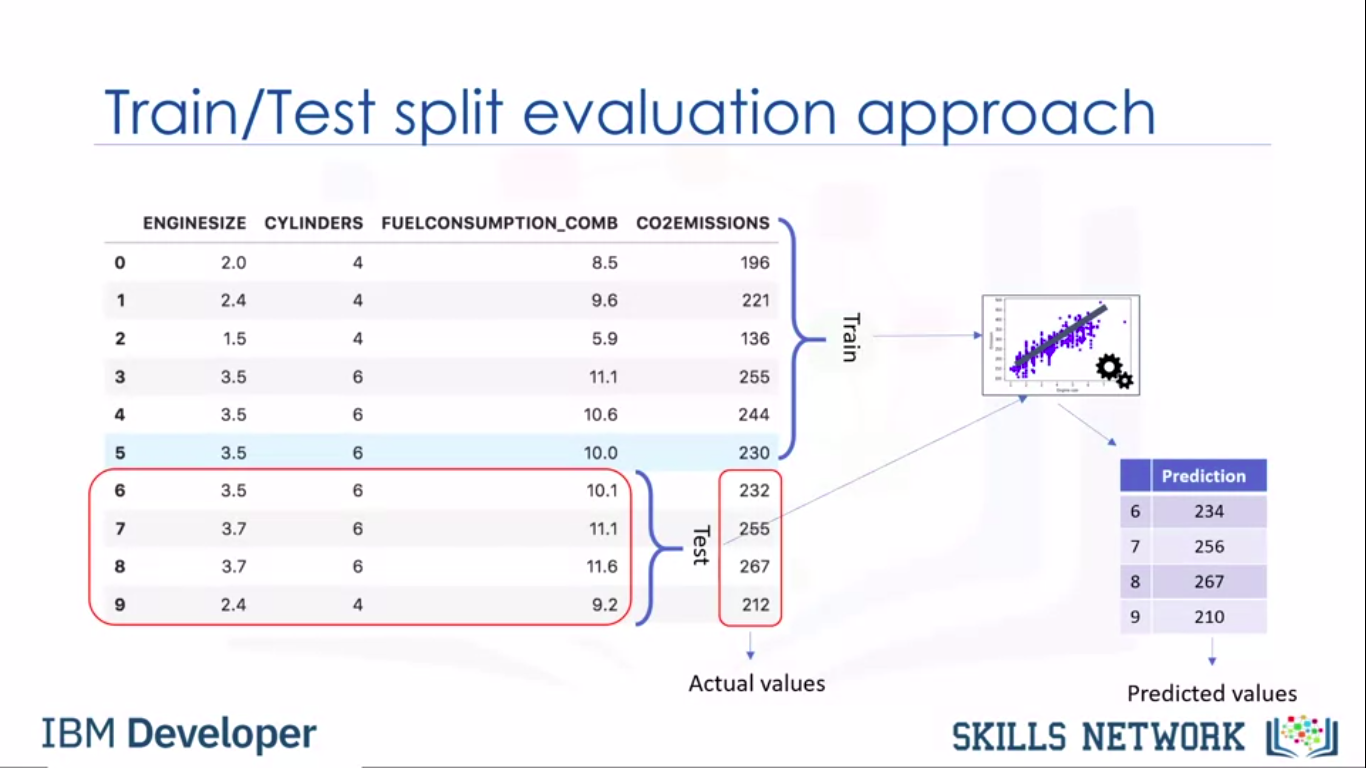 Train/Test split evaluation approach
ENGINESIZE CYLINDERS FUELCONSUMPTION_COMB CO2EMISSIONS
0 2.0 4 8.5 196
1 2.4 4 9.6 221
2 1.5 4 5.9 136
3 3.5 6 11.1 255
4 3.5 6 10.6 244
5 3.5 6 10.0 230
6 3.5 6 10.1 232
7 3.7 6 11.1 255
8 3.7 6 11.6 267
9 2.4 4 9.2 212
Train
Test
Actual values
Prediction
6 234
7 256
8 267
9 210
Predicted values
IBM Developer
SKILLS NETWORK